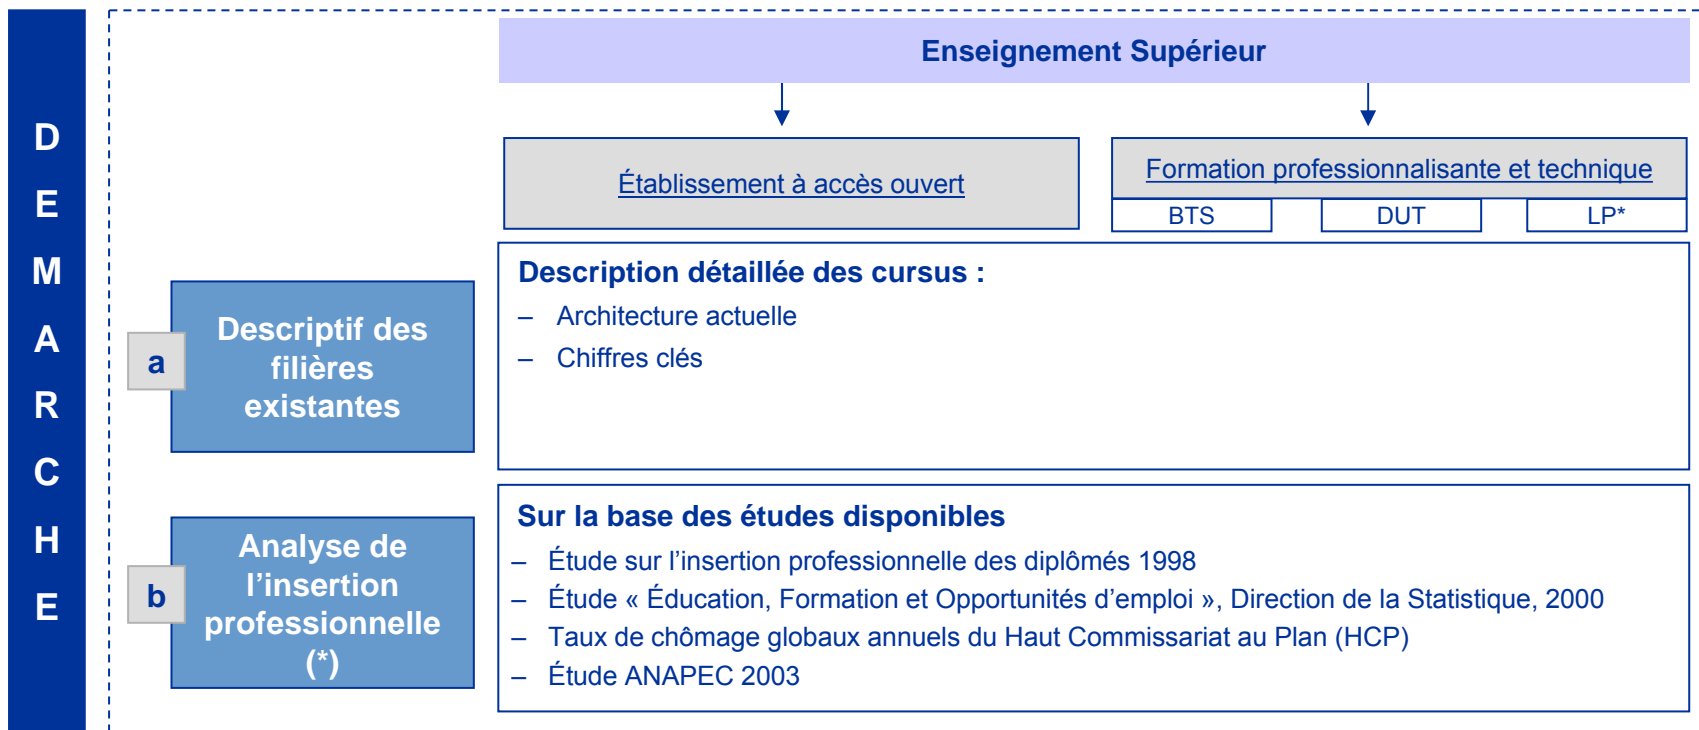 DEMARCHE
Enseignement Supérieur
Établissement à accès ouvert
Formation professionnalisante et technique
BTS
DUT
LP*
a
Descriptif des
filières
existantes
Description détaillée des cursus :
– Architecture actuelle
– Chiffres clés
b
Analyse de
l’insertion
professionnelle
(*)
Sur la base des études disponibles
– Étude sur l’insertion professionnelle des diplômés 1998
– Étude « Éducation, Formation et Opportunités d’emploi », Direction de la Statistique, 2000
– Taux de chômage globaux annuels du Haut Commissariat au Plan (HCP)
– Étude ANAPEC 2003